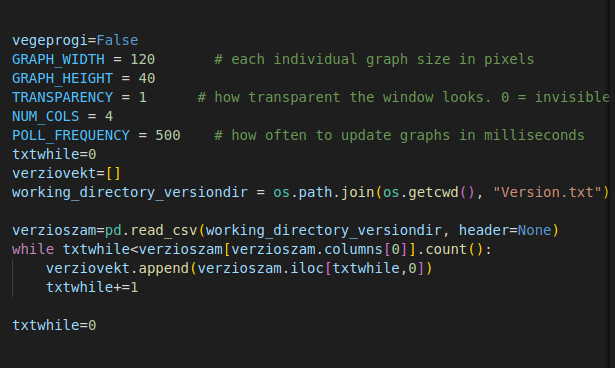 vegeprogi=False
GRAPH_WIDTH = 120       # each individual graph size in pixels
GRAPH_HEIGHT = 40
TRANSPARENCY = 1      # how transparent the window looks. 0 = invisible
NUM_COLS = 4
POLL_FREQUENCY = 500    # how often to update graphs in milliseconds
txtwhile=0
verziovekt=[]
working_directory_versiondir = os.path.join(os.getcwd(), "Version.txt")
verzioszam=pd.read_csv(working_directory_versiondir, header=None)
while txtwhile<verzioszam[verzioszam.columns[0]].count():
    verziovekt.append(verzioszam.iloc[txtwhile,0])
    txtwhile+=1
txtwhile=0